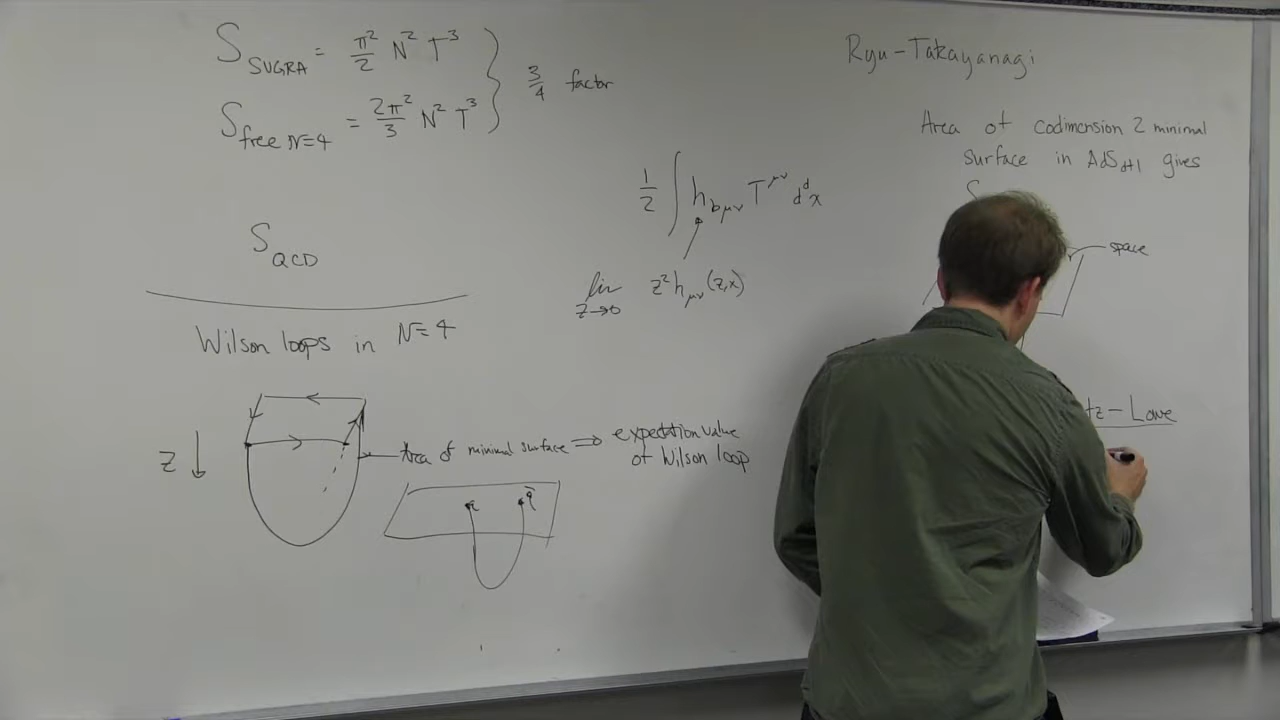 S_SUGRA = π²/2 N² T³
S_free N=4 = 2π²/3 N² T³
3/4 factor
S_QCD
Wilson loops in N=4
z
Area of minimal surface ⇒ expectation value
of Wilson loop
q q̄
1/2 ∫ h_bμν T^μν d^d x
lim z→0 z² h_μν(z,x)
Ryu-Takayanagi
Area of codimension 2 minimal
surface in AdS_d+1 gives
S
space
tz-Lowe